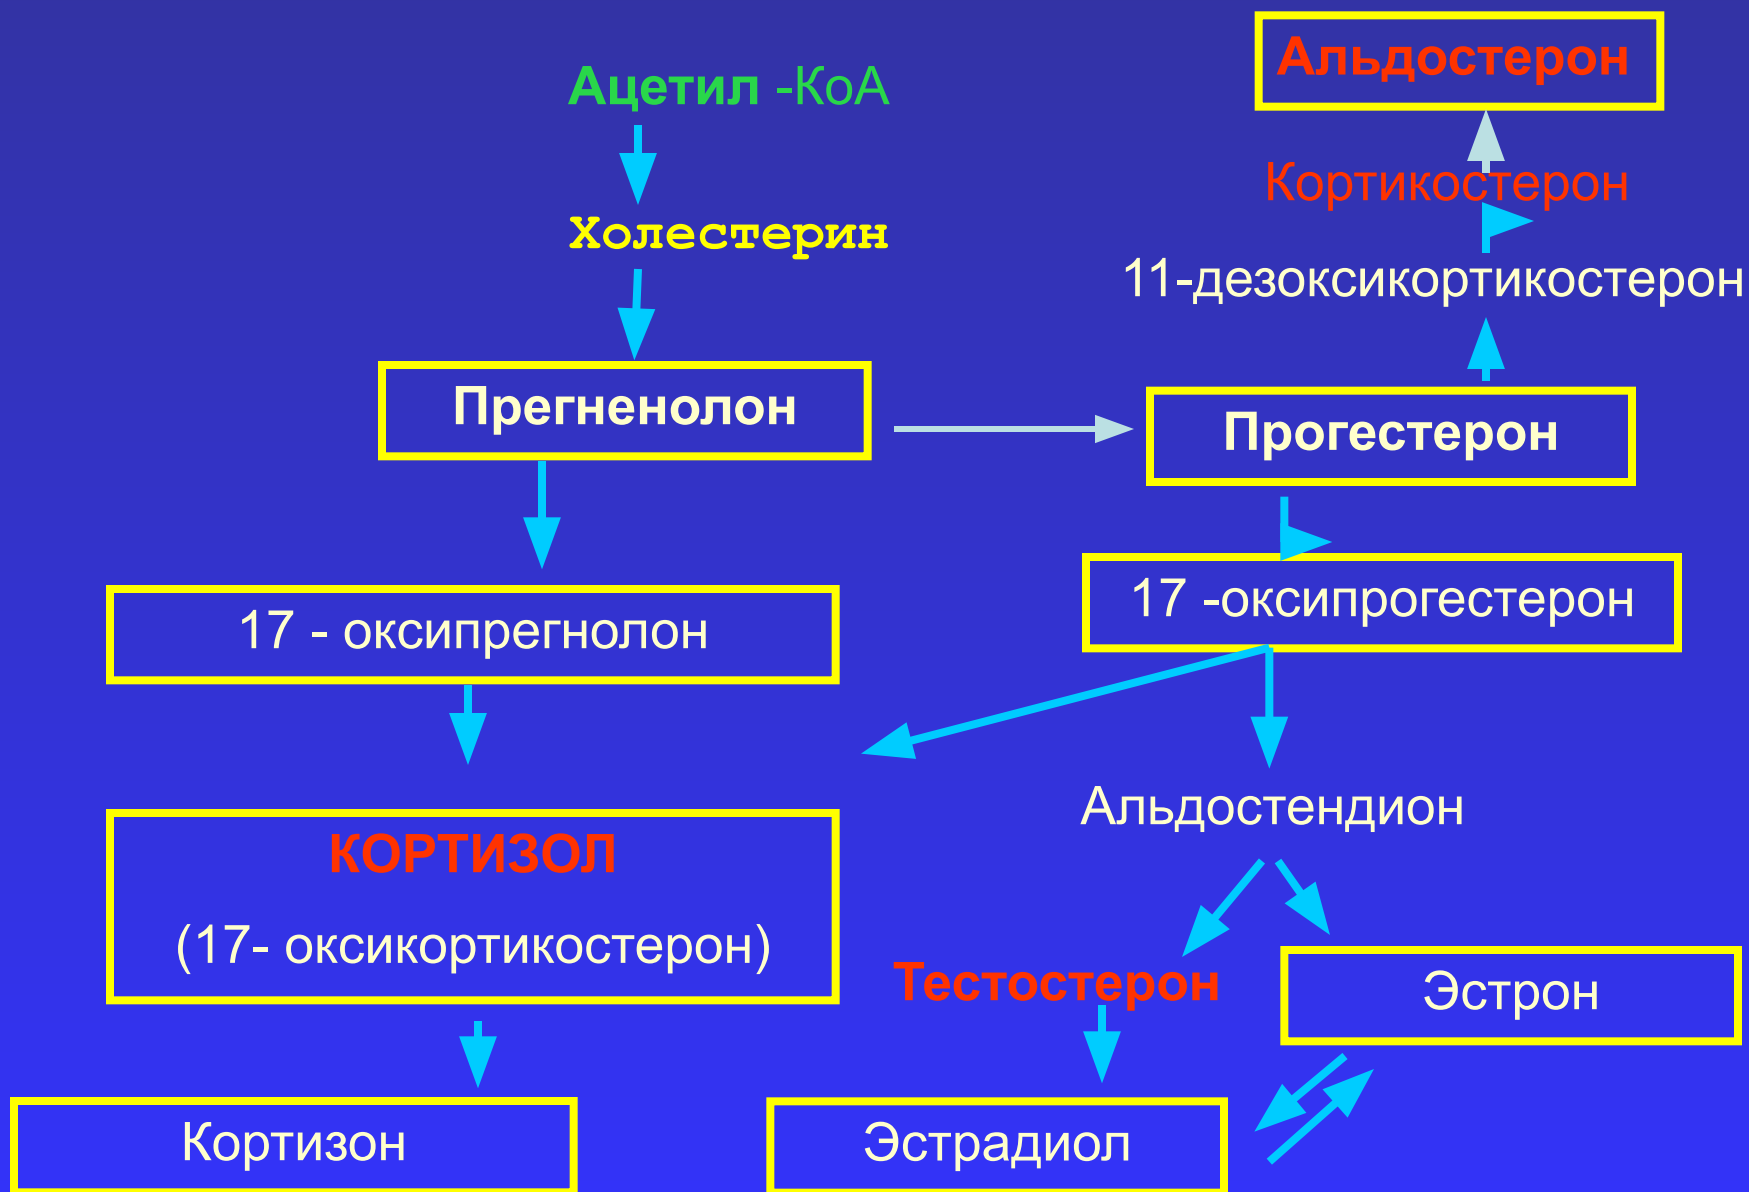 Альдостерон
Ацетил -КоА
Кортикостерон
Холестерин
11-дезоксикортикостерон
Прегненолон
Прогестерон
17 - оксипрегнолон
17 -оксипрогестерон
Альдостендион
КОРТИЗОЛ
(17- оксикортикостерон)
Тестостерон
Эстрон
Кортизон
Эстрадиол